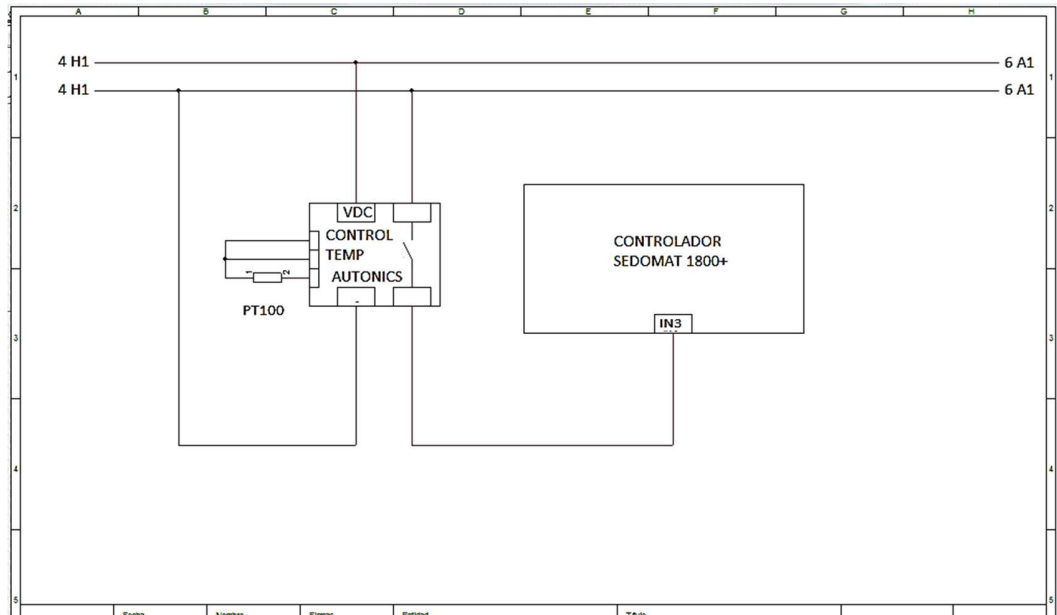 A B C D E F G H
4 H1 6 A1
4 H1 6 A1
1 1
2 2
VDC
CONTROL
TEMP
AUTONICS
-
1 2
PT100
CONTROLADOR
SEDOMAT 1800+
IN3
3 3
4 4
5 5
Fecha Nombre Firmas Entidad Título